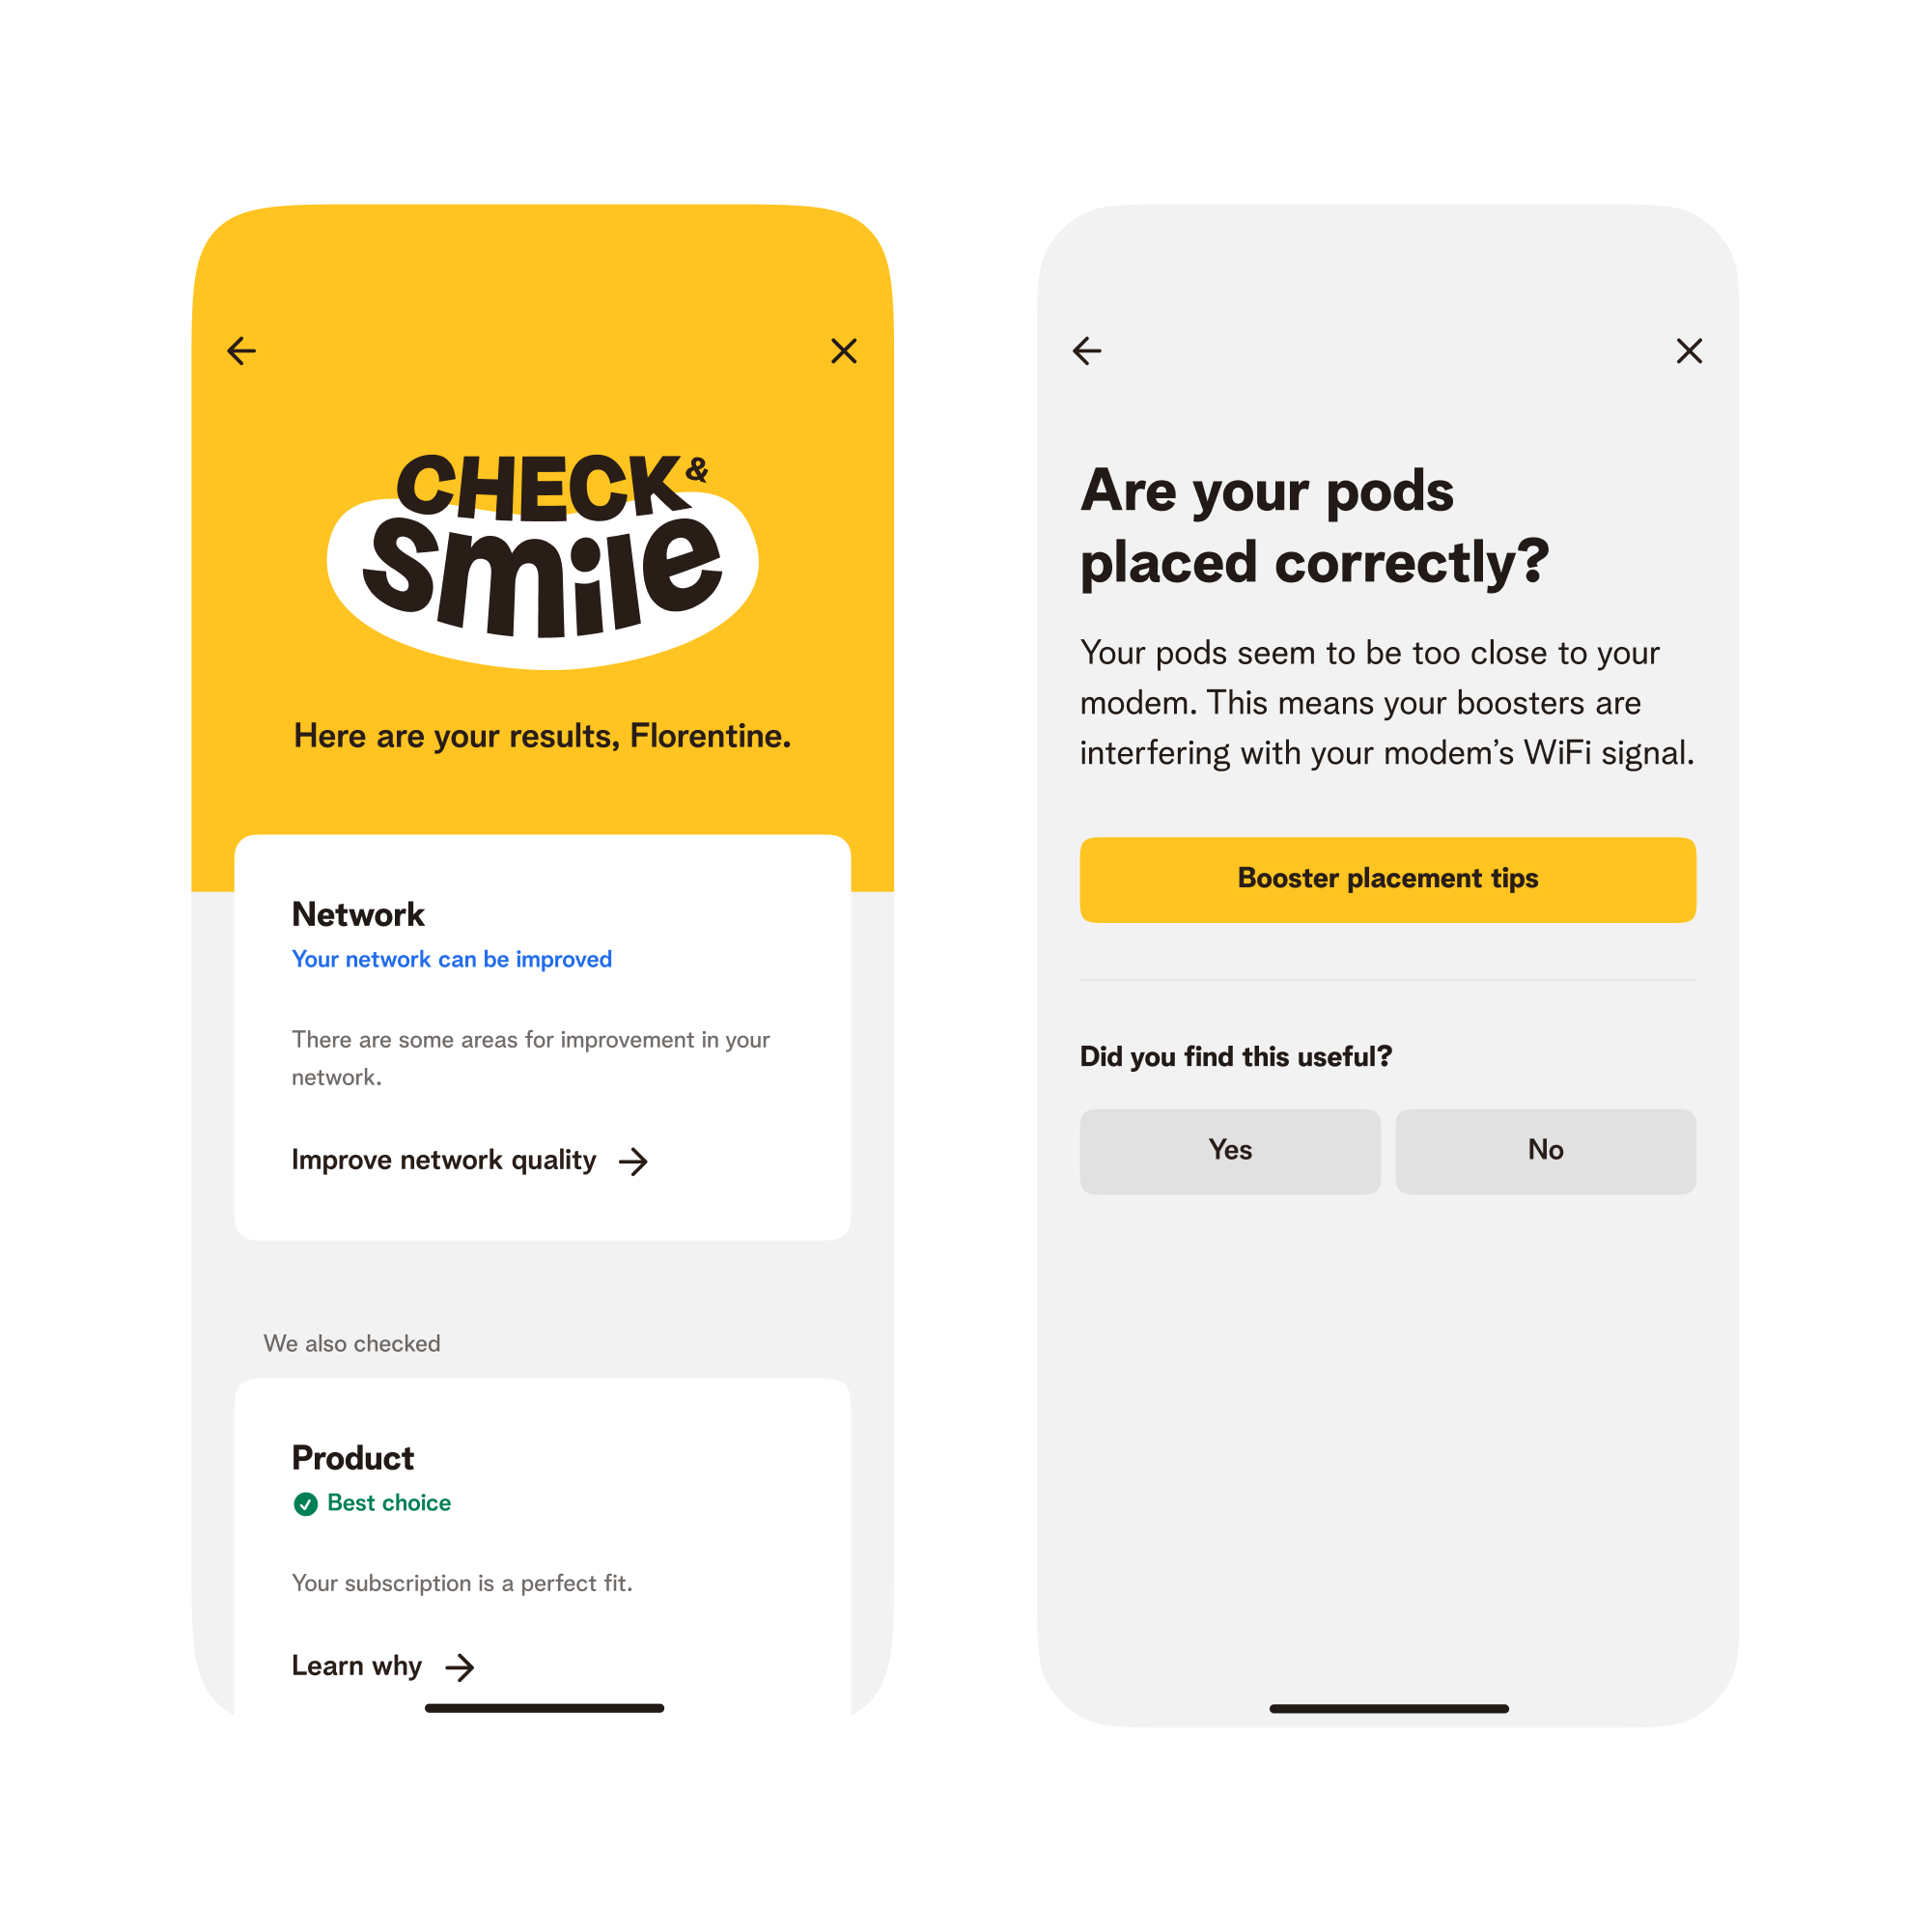 CHECK &
smile
Here are your results, Florentine.
Network
Your network can be improved
There are some areas for improvement in your
network.
Improve network quality
We also checked
Product
Best choice
Your subscription is a perfect fit.
Learn why
Are your pods
placed correctly?
Your pods seem to be too close to your
modem. This means your boosters are
interfering with your modem’s WiFi signal.
Booster placement tips
Did you find this useful?
Yes
No